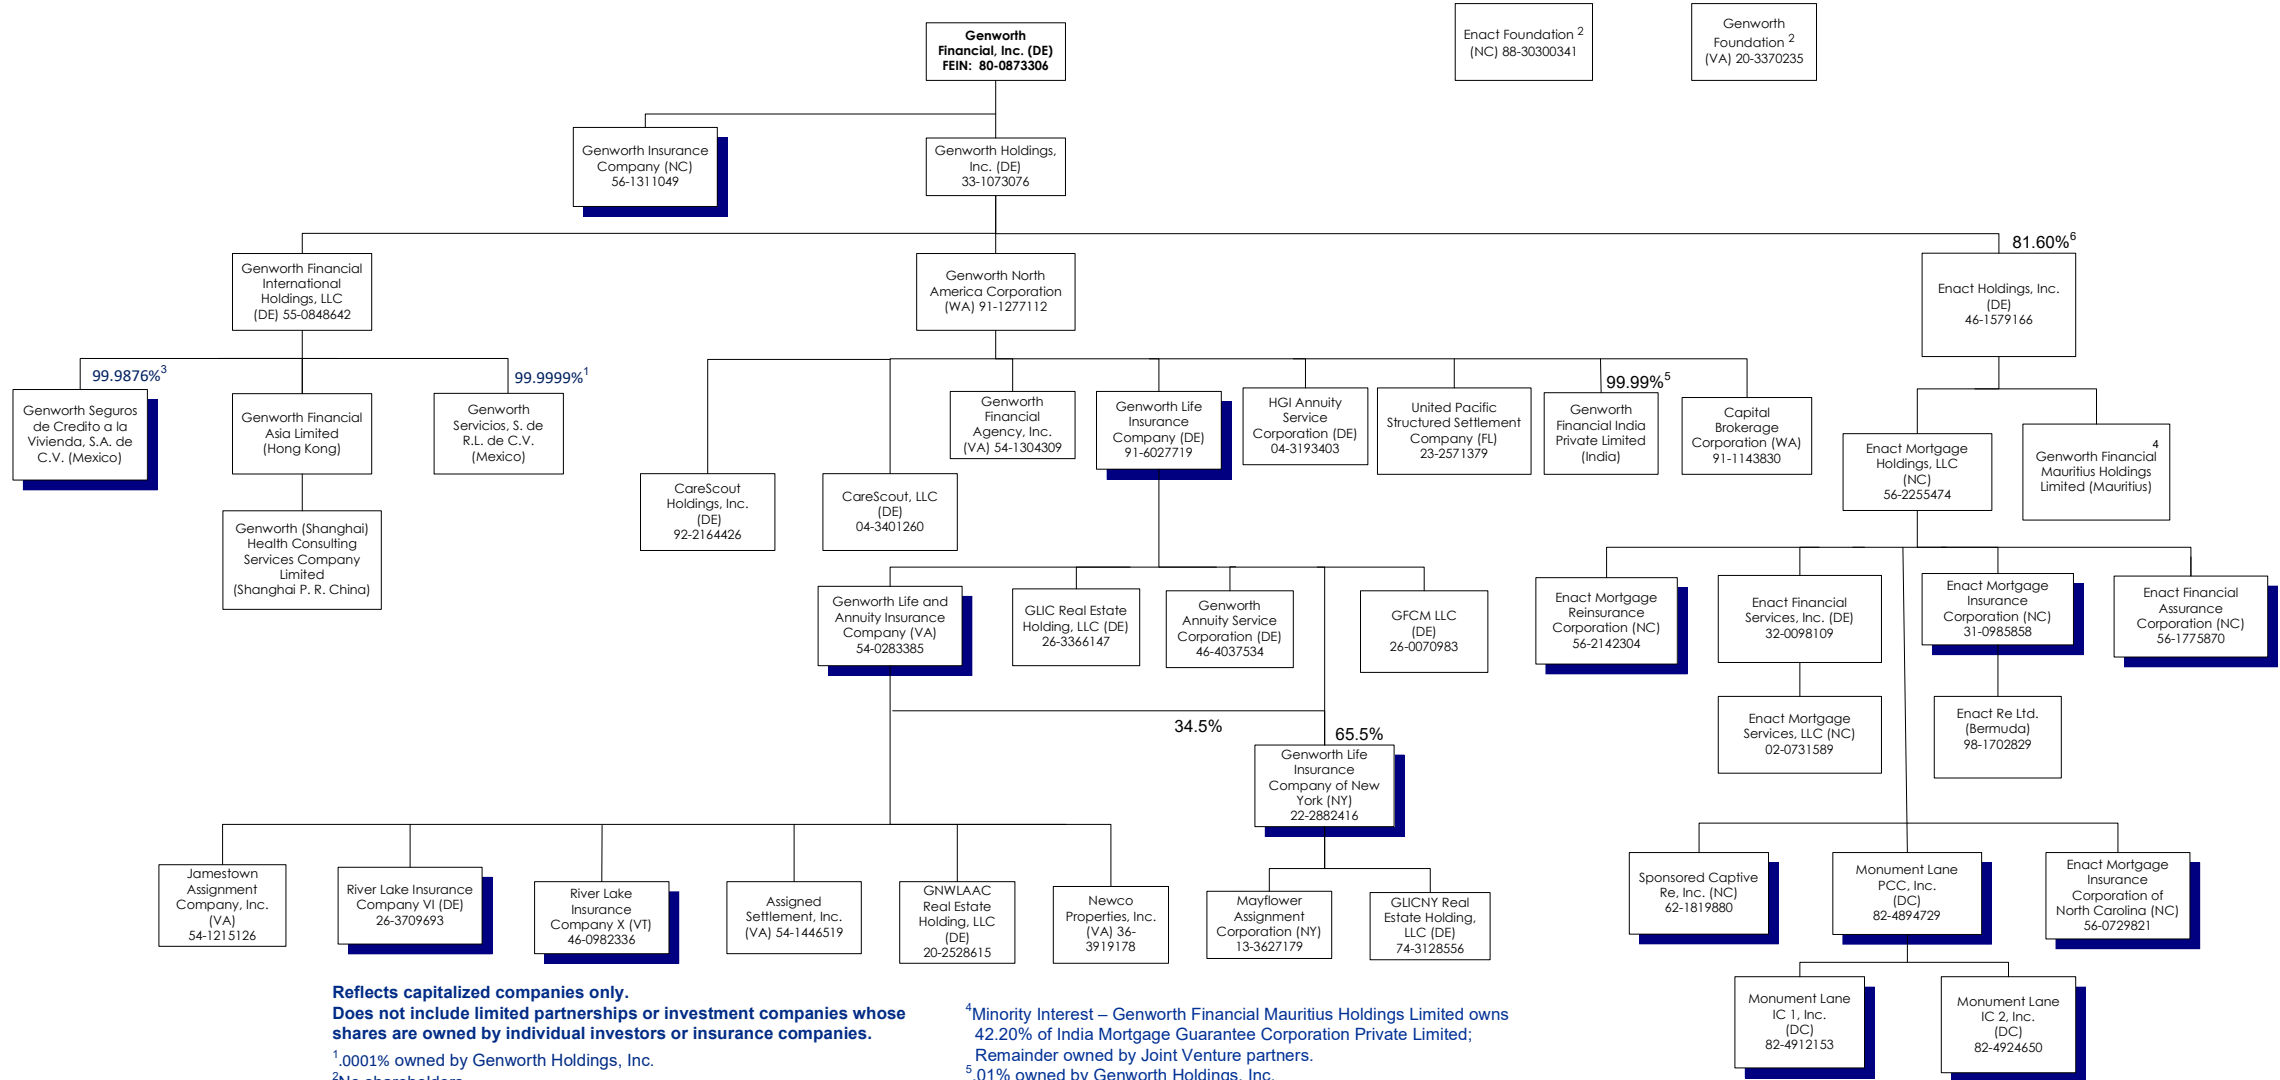 Genworth
Financial, Inc. (DE)
FEIN: 80-0873306
Enact Foundation 2
(NC) 88-30300341
Genworth
Foundation 2
(VA) 20-3370235
Genworth Insurance
Company (NC)
56-1311049
Genworth Holdings,
Inc. (DE)
33-1073076
Genworth Financial
International
Holdings, LLC
(DE) 55-0848642
Genworth North
America Corporation
(WA) 91-1277112
81.60%6
Enact Holdings, Inc.
(DE)
46-1579166
99.9876%3
Genworth Seguros
de Credito a la
Vivienda, S.A. de
C.V. (Mexico)
Genworth Financial
Asia Limited
(Hong Kong)
99.9999%1
Genworth
Servicios, S. de
R.L. de C.V.
(Mexico)
Genworth (Shanghai)
Health Consulting
Services Company
Limited
(Shanghai P. R. China)
CareScout
Holdings, Inc.
(DE)
92-2164426
CareScout, LLC
(DE)
04-3401260
Genworth
Financial
Agency, Inc.
(VA) 54-1304309
Genworth Life
Insurance
Company (DE)
91-6027719
HGI Annuity
Service
Corporation (DE)
04-3193403
United Pacific
Structured Settlement
Company (FL)
23-2571379
99.99%5
Genworth
Financial India
Private Limited
(India)
Capital
Brokerage
Corporation (WA)
91-1143830
Enact Mortgage
Holdings, LLC
(NC)
56-2255474
4
Genworth Financial
Mauritius Holdings
Limited (Mauritius)
Genworth Life and
Annuity Insurance
Company (VA)
54-0283385
GLIC Real Estate
Holding, LLC (DE)
26-3366147
Genworth
Annuity Service
Corporation (DE)
46-4037534
GFCM LLC
(DE)
26-0070983
Enact Mortgage
Reinsurance
Corporation (NC)
56-2142304
Enact Financial
Services, Inc. (DE)
32-0098109
Enact Mortgage
Insurance
Corporation (NC)
31-0985858
Enact Financial
Assurance
Corporation (NC)
56-1775870
Enact Mortgage
Services, LLC (NC)
02-0731589
Enact Re Ltd.
(Bermuda)
98-1702829
34.5%
65.5%
Genworth Life
Insurance
Company of New
York (NY)
22-2882416
Jamestown
Assignment
Company, Inc.
(VA)
54-1215126
River Lake Insurance
Company VI (DE)
26-3709693
River Lake
Insurance
Company X (VT)
46-0982336
Assigned
Settlement, Inc.
(VA) 54-1446519
GNWLAAC
Real Estate
Holding, LLC
(DE)
20-2528615
Newco
Properties, Inc.
(VA) 36-
3919178
Mayflower
Assignment
Corporation (NY)
13-3627179
GLICNY Real
Estate Holding,
LLC (DE)
74-3128556
Sponsored Captive
Re, Inc. (NC)
62-1819880
Monument Lane
PCC, Inc.
(DC)
82-4894729
Enact Mortgage
Insurance
Corporation of
North Carolina (NC)
56-0729821
Monument Lane
IC 1, Inc.
(DC)
82-4912153
Monument Lane
IC 2, Inc.
(DC)
82-4924650
Reflects capitalized companies only.
Does not include limited partnerships or investment companies whose
shares are owned by individual investors or insurance companies.
1.0001% owned by Genworth Holdings, Inc.
2No shareholders
4Minority Interest – Genworth Financial Mauritius Holdings Limited owns
42.20% of India Mortgage Guarantee Corporation Private Limited;
Remainder owned by Joint Venture partners.
5.01% owned by Genworth Holdings, Inc.